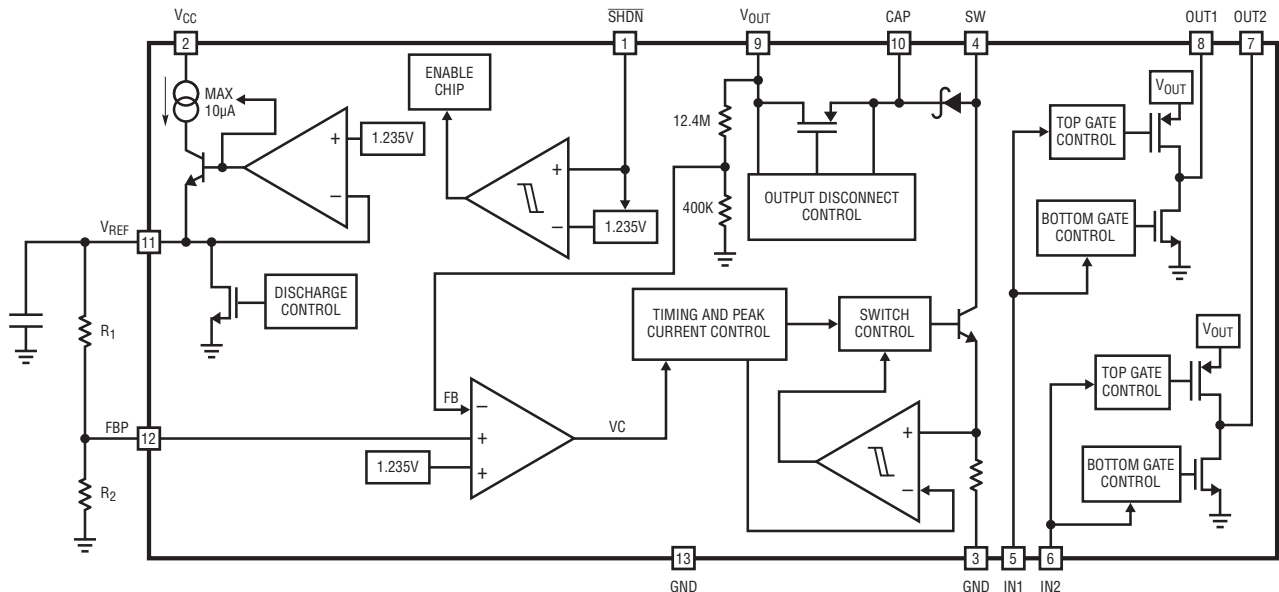 VCC
SHDN
VOUT
CAP
SW
OUT1
OUT2
2
1
9
10
4
8
7
ENABLE
CHIP
MAX
10µA
+
1.235V
–
12.4M
400K
+
–
1.235V
OUTPUT DISCONNECT
CONTROL
TOP GATE
CONTROL
VOUT
BOTTOM GATE
CONTROL
VREF
11
DISCHARGE
CONTROL
R1
TIMING AND PEAK
CURRENT CONTROL
SWITCH
CONTROL
VOUT
TOP GATE
CONTROL
FB
–
+
+
VC
FBP
12
1.235V
+
–
BOTTOM GATE
CONTROL
R2
13
3
5
6
GND
GND
IN1
IN2